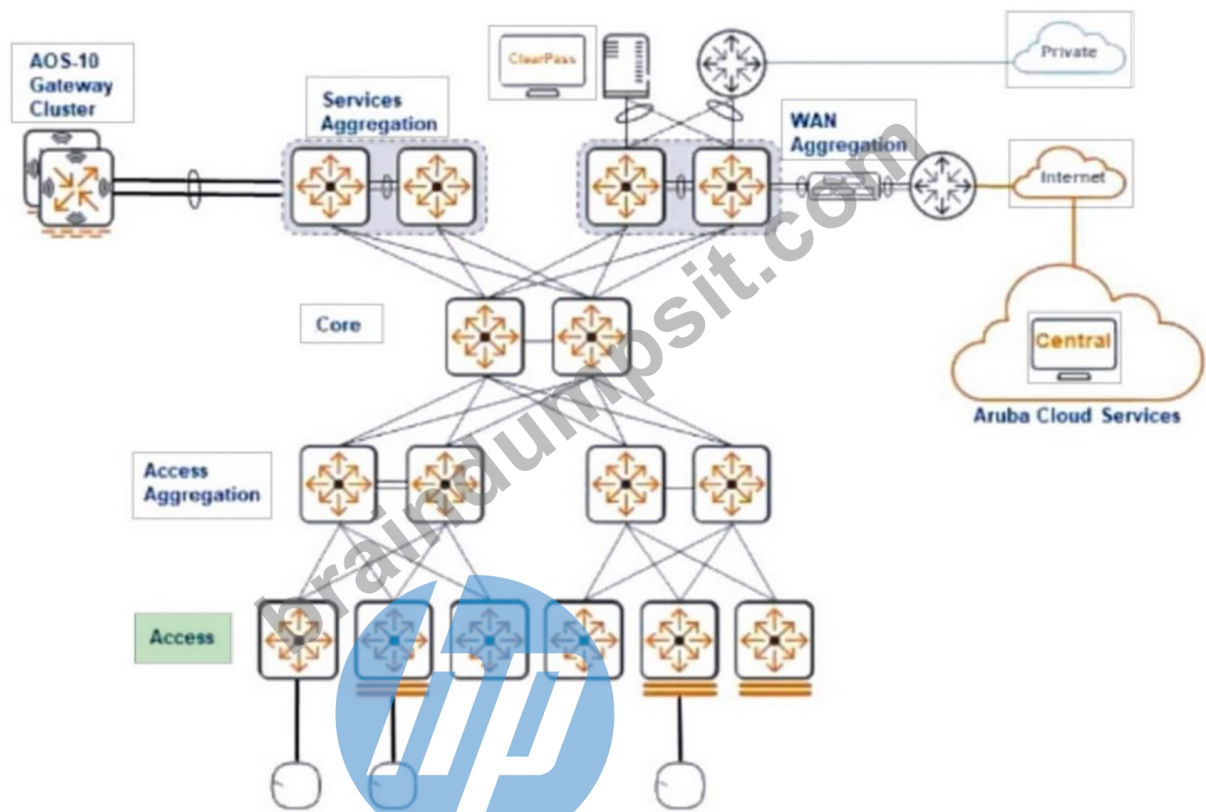 AOS-10
Gateway
Cluster
Services
Aggregation
ClearPass
Private
WAN
Aggregation
Internet
Core
Central
Aruba Cloud Services
Access
Aggregation
Access
braindumpsit.com
hp